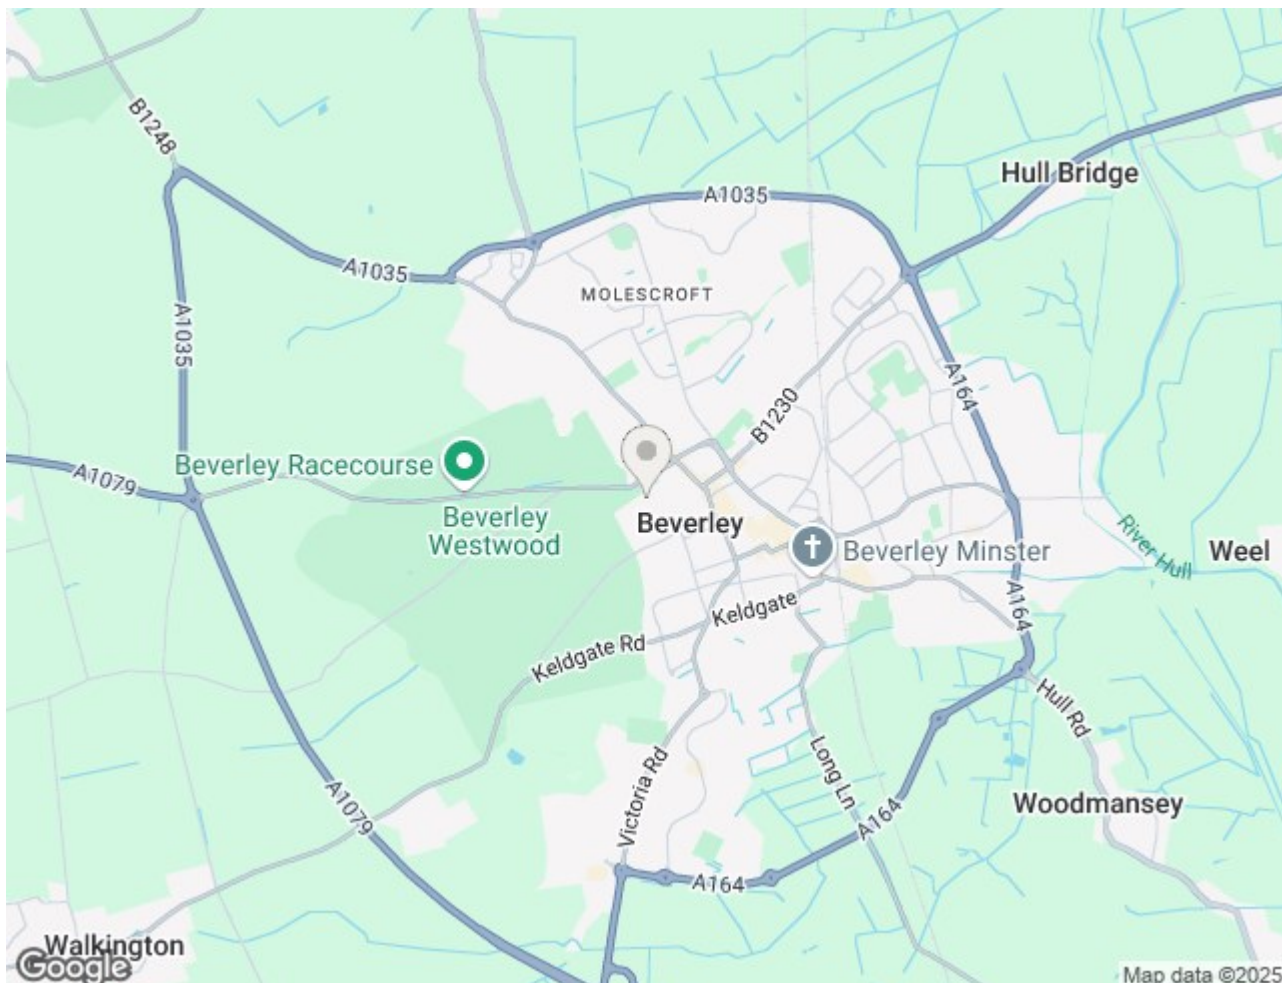 B1248
Hull Bridge
A1035
A1035
MOLESCROFT
A1035
A164
B1230
Beverley Racecourse
A1079
Beverley
Westwood
Beverley
Beverley Minster
River Hull
Weel
A164
Keldgate
Keldgate Rd
Hull Rd
Victoria Rd
Long Ln
A1079
Woodmansey
A164
A164
Walkington
Google
Map data ©2025